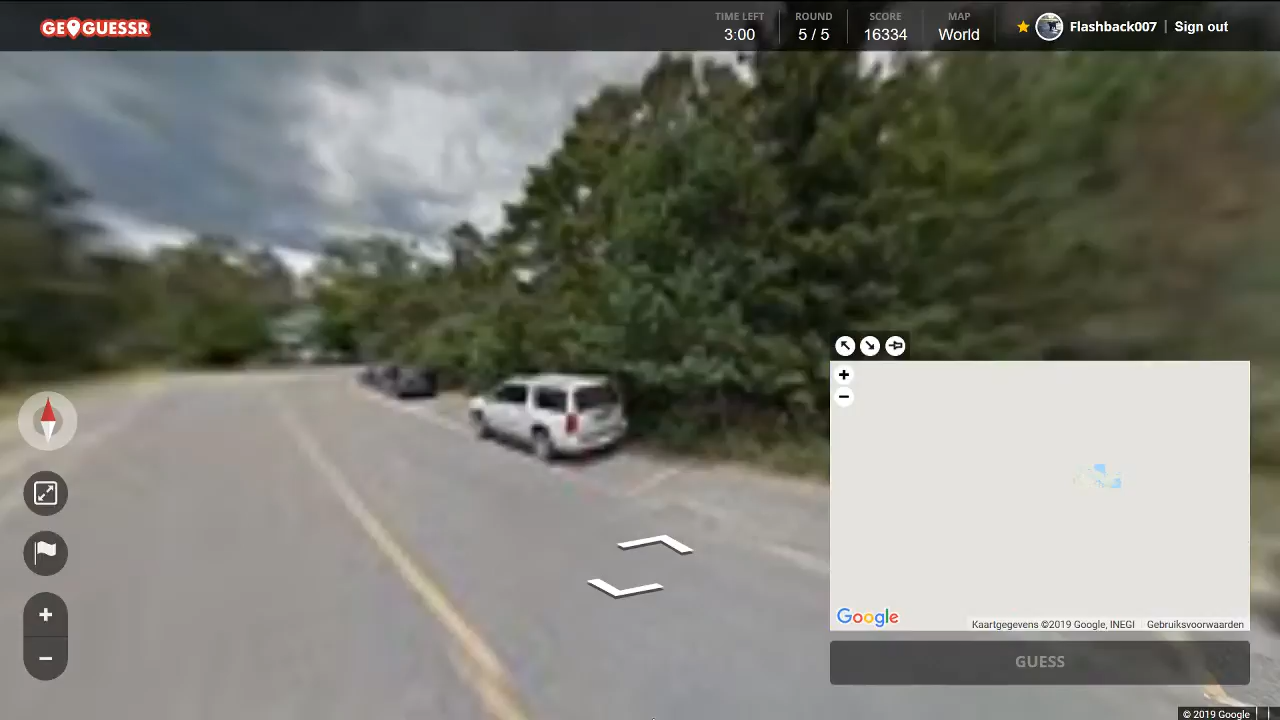 GEOGUESSR
TIME LEFT
3:00
ROUND
5 / 5
SCORE
16334
MAP
World
Flashback007 | Sign out
Google
Kaartgegevens ©2019 Google, INEGI Gebruiksvoorwaarden
GUESS
© 2019 Google